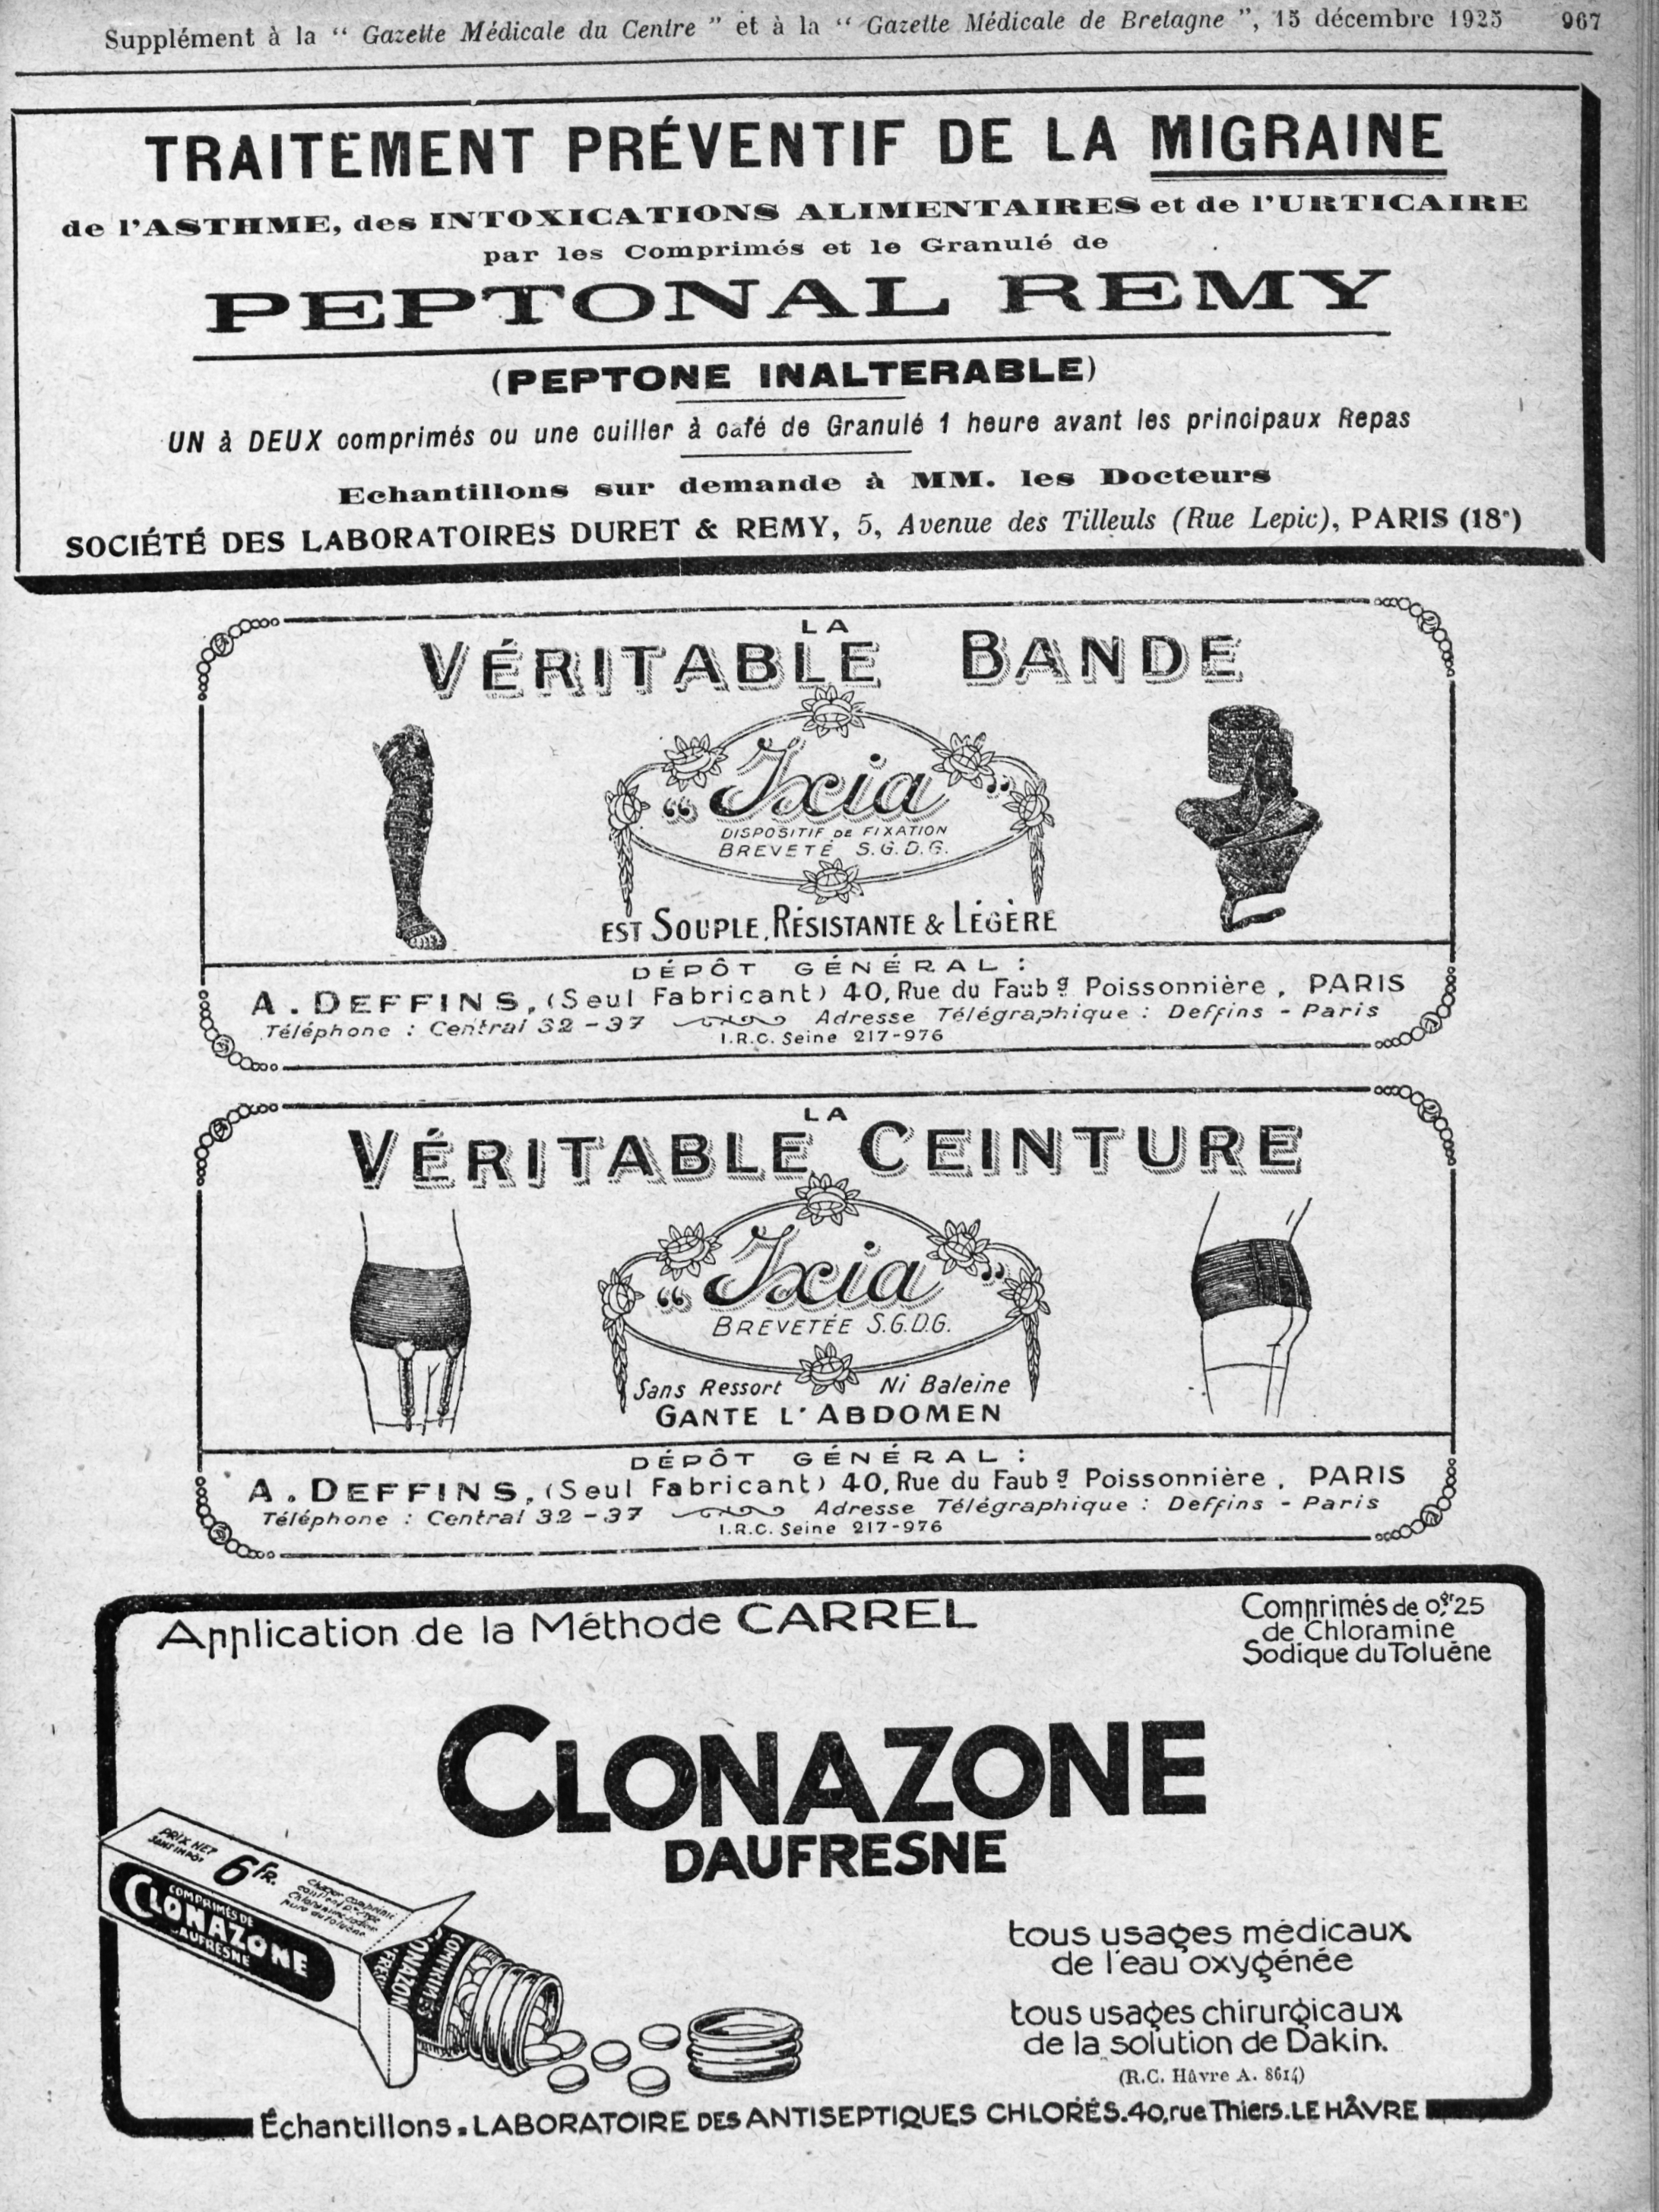 Supplément à la “ Gazette Médicale du Centre ” et à la “ Gazette Médicale de Bretagne ”, 15 décembre 1925 967
TRAITEMENT PRÉVENTIF DE LA MIGRAINE
de l'ASTHME, des INTOXICATIONS ALIMENTAIRES et de l'URTICAIRE
par les Comprimés et le Granulé de
PEPTONAL REMY
(PEPTONE INALTERABLE)
UN à DEUX comprimés ou une cuiller à café de Granulé 1 heure avant les principaux Repas
Echantillons sur demande à MM. les Docteurs
SOCIÉTÉ DES LABORATOIRES DURET & REMY, 5, Avenue des Tilleuls (Rue Lepic), PARIS (18e)
LA
VÉRITABLE BANDE
“ Ixia ”
DISPOSITIF DE FIXATION
BREVETÉ S.G.D.G.
EST SOUPLE, RÉSISTANTE & LÉGÈRE
DÉPÔT GÉNÉRAL :
A. DEFFINS, (Seul Fabricant) 40, Rue du Faubg Poissonnière, PARIS
Téléphone : Central 32-37 Adresse Télégraphique : Deffins - Paris
I.R.C. Seine 217-976
LA
VÉRITABLE CEINTURE
“ Ixia ”
BREVETÉE S.G.D.G.
Sans Ressort Ni Baleine
GANTE L'ABDOMEN
DÉPÔT GÉNÉRAL :
A. DEFFINS, (Seul Fabricant) 40, Rue du Faubg Poissonnière, PARIS
Téléphone : Central 32-37 Adresse Télégraphique : Deffins - Paris
I.R.C. Seine 217-976
Application de la Méthode CARREL
Comprimés de 0gr,25
de Chloramine
Sodique du Toluène
CLONAZONE
DAUFRESNE
PRIX NET
SANS IMPÔT
6 FR.
Chaque comprimé
contient
COMPRIMÉS DE
CLONAZONE
DAUFRESNE
COMPRIMÉS
tous usages médicaux
de l'eau oxygénée
tous usages chirurgicaux
de la solution de Dakin.
(R.C. Hâvre A. 8614)
Échantillons. LABORATOIRE DES ANTISEPTIQUES CHLORÉS. 40, rue Thiers. LE HÂVRE